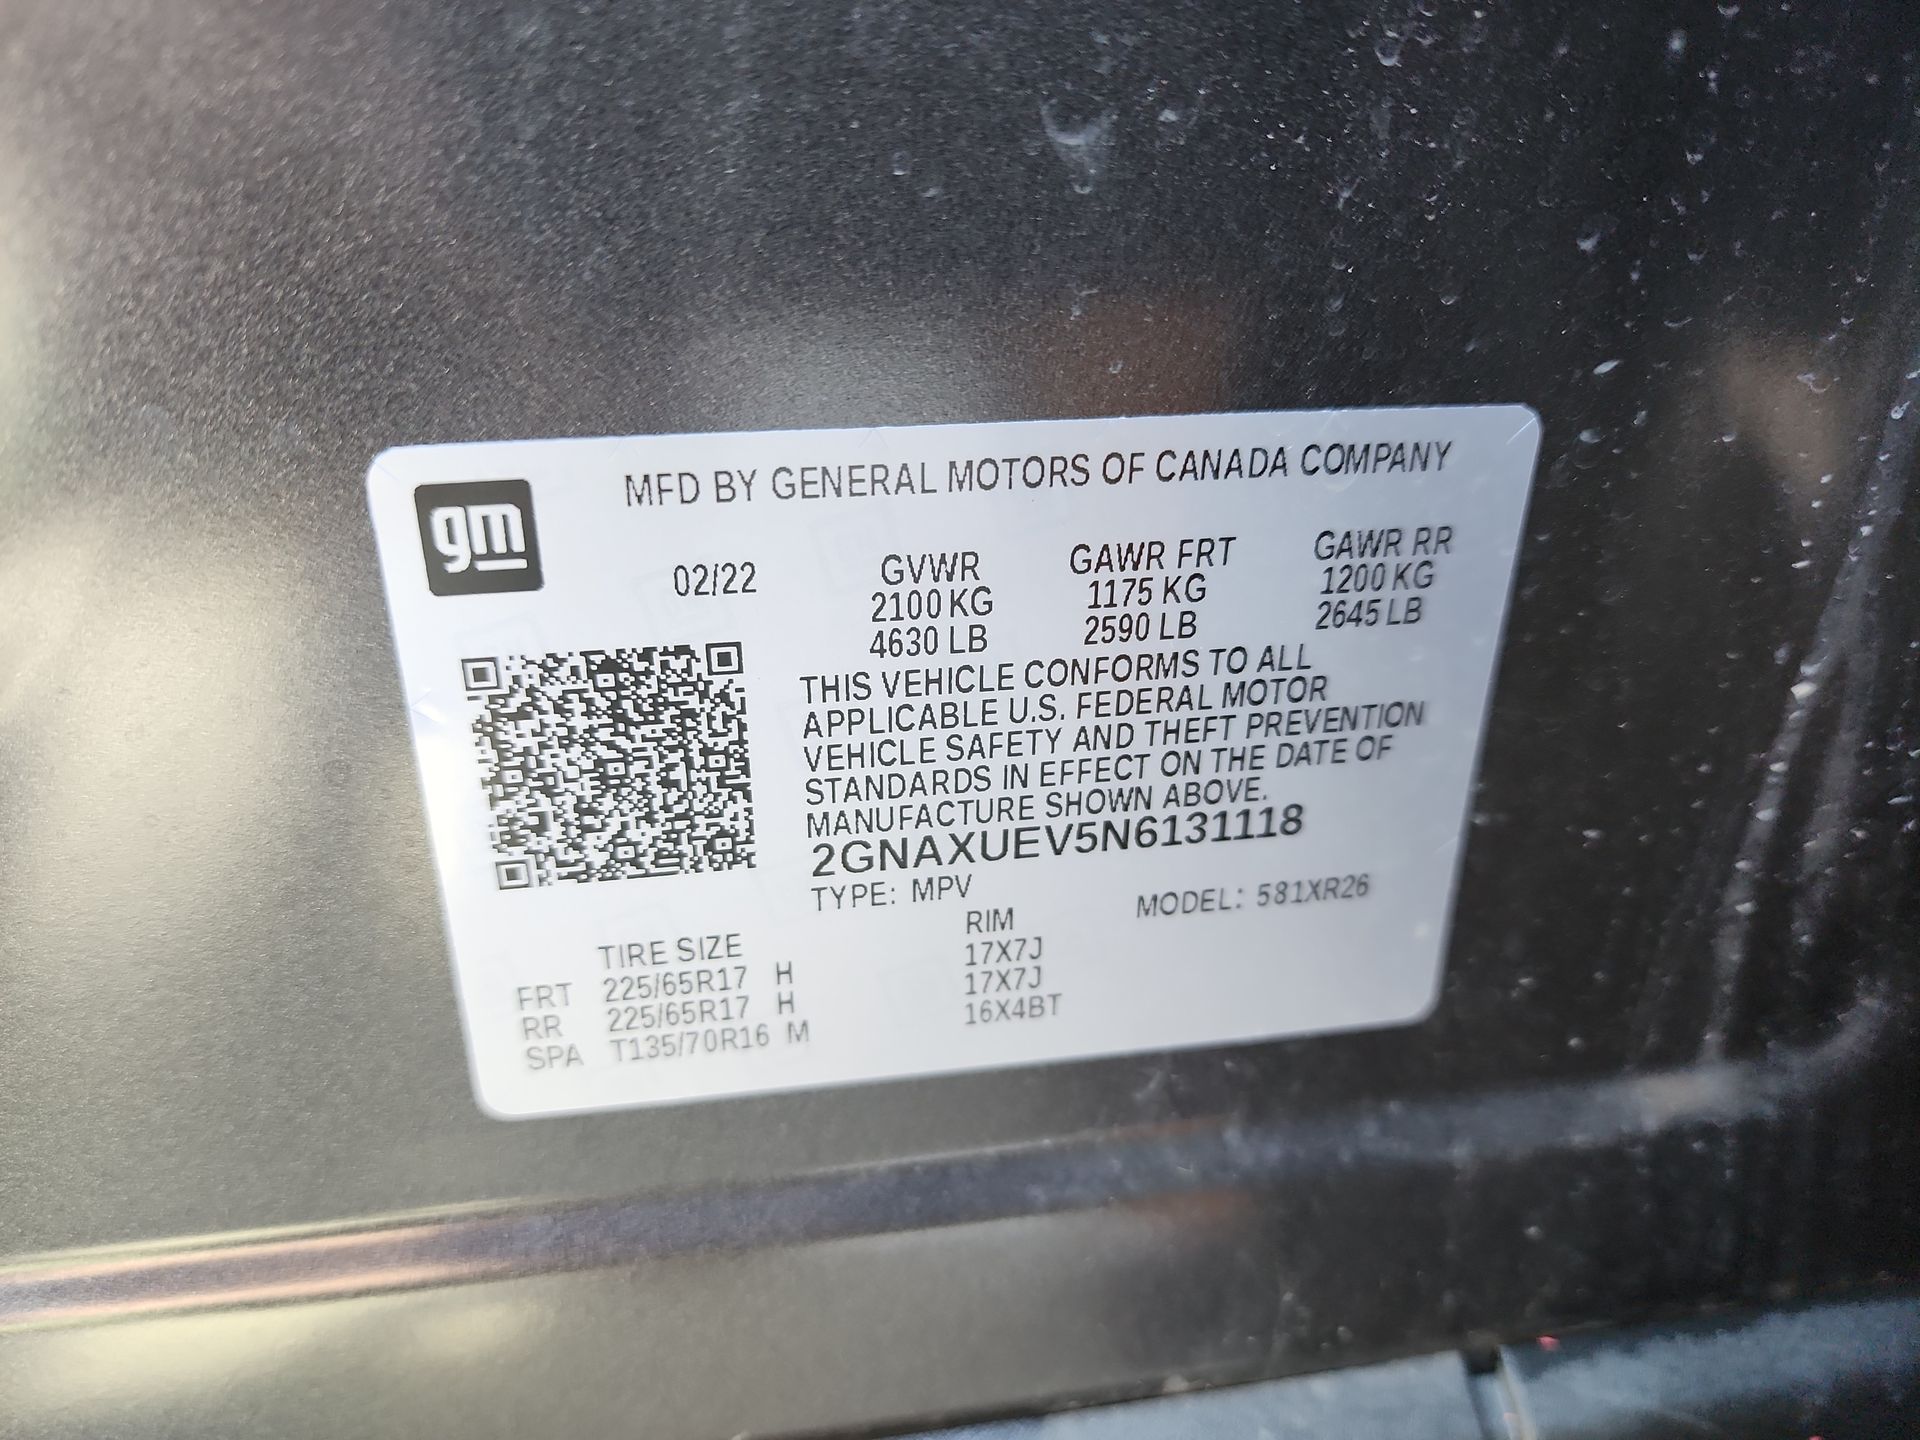 gm
MFD BY GENERAL MOTORS OF CANADA COMPANY
02/22
GVWR GAWR FRT GAWR RR
2100 KG 1175 KG 1200 KG
4630 LB 2590 LB 2645 LB
THIS VEHICLE CONFORMS TO ALL
APPLICABLE U.S. FEDERAL MOTOR
VEHICLE SAFETY AND THEFT PREVENTION
STANDARDS IN EFFECT ON THE DATE OF
MANUFACTURE SHOWN ABOVE.
2GNAXUEV5N6131118
TYPE: MPV MODEL: 581XR26
TIRE SIZE RIM
FRT 225/65R17 H 17X7J
RR 225/65R17 H 17X7J
SPA T135/70R16 M 16X4BT